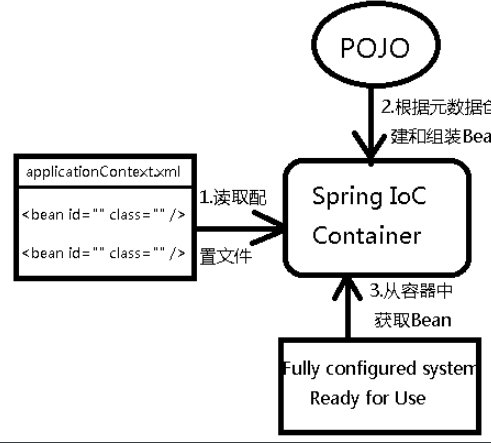 POJO
2.根据元数据创
建和组装Bea
applicationContext.xml
<bean id="" class="" />
<bean id="" class="" />
1.读取配
置文件
Spring IoC
Container
3.从容器中
获取Bean
Fully configured system
Ready for Use